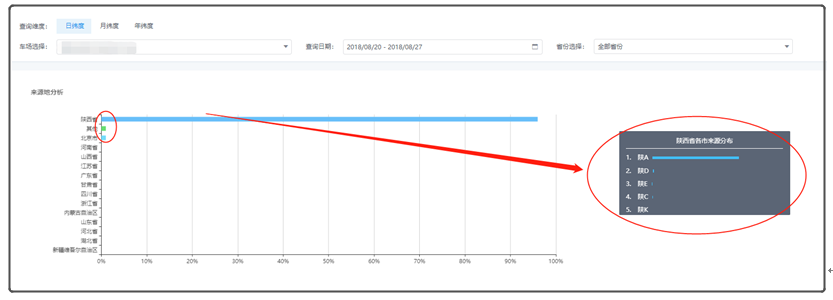 查询维度： 日纬度 月纬度 年纬度
车场选择： 查询日期： 2018/08/20 - 2018/08/27 省份选择： 全部省份
来源地分析
陕西省
其他
北京市
河南省
山西省
江苏省
广东省
甘肃省
四川省
浙江省
内蒙古自治区
山东省
河北省
湖北省
新疆维吾尔自治区
0% 10% 20% 30% 40% 50% 60% 70% 80% 90% 100%
陕西省各市来源分布
1. 陕A
2. 陕D
3. 陕E
4. 陕C
5. 陕K